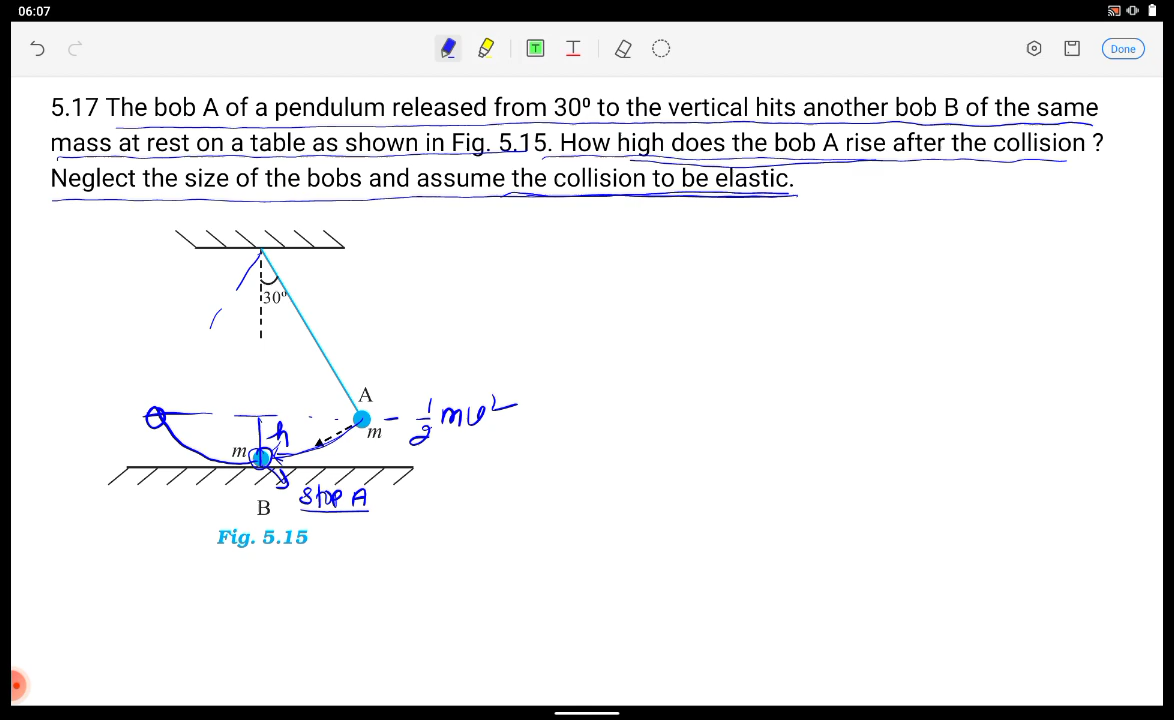 06:07
Done
5.17 The bob A of a pendulum released from 30º to the vertical hits another bob B of the same
mass at rest on a table as shown in Fig. 5.15. How high does the bob A rise after the collision ?
Neglect the size of the bobs and assume the collision to be elastic.
30º
A
m
- 1/2 mv²
h
m
B
Stop A
Fig. 5.15